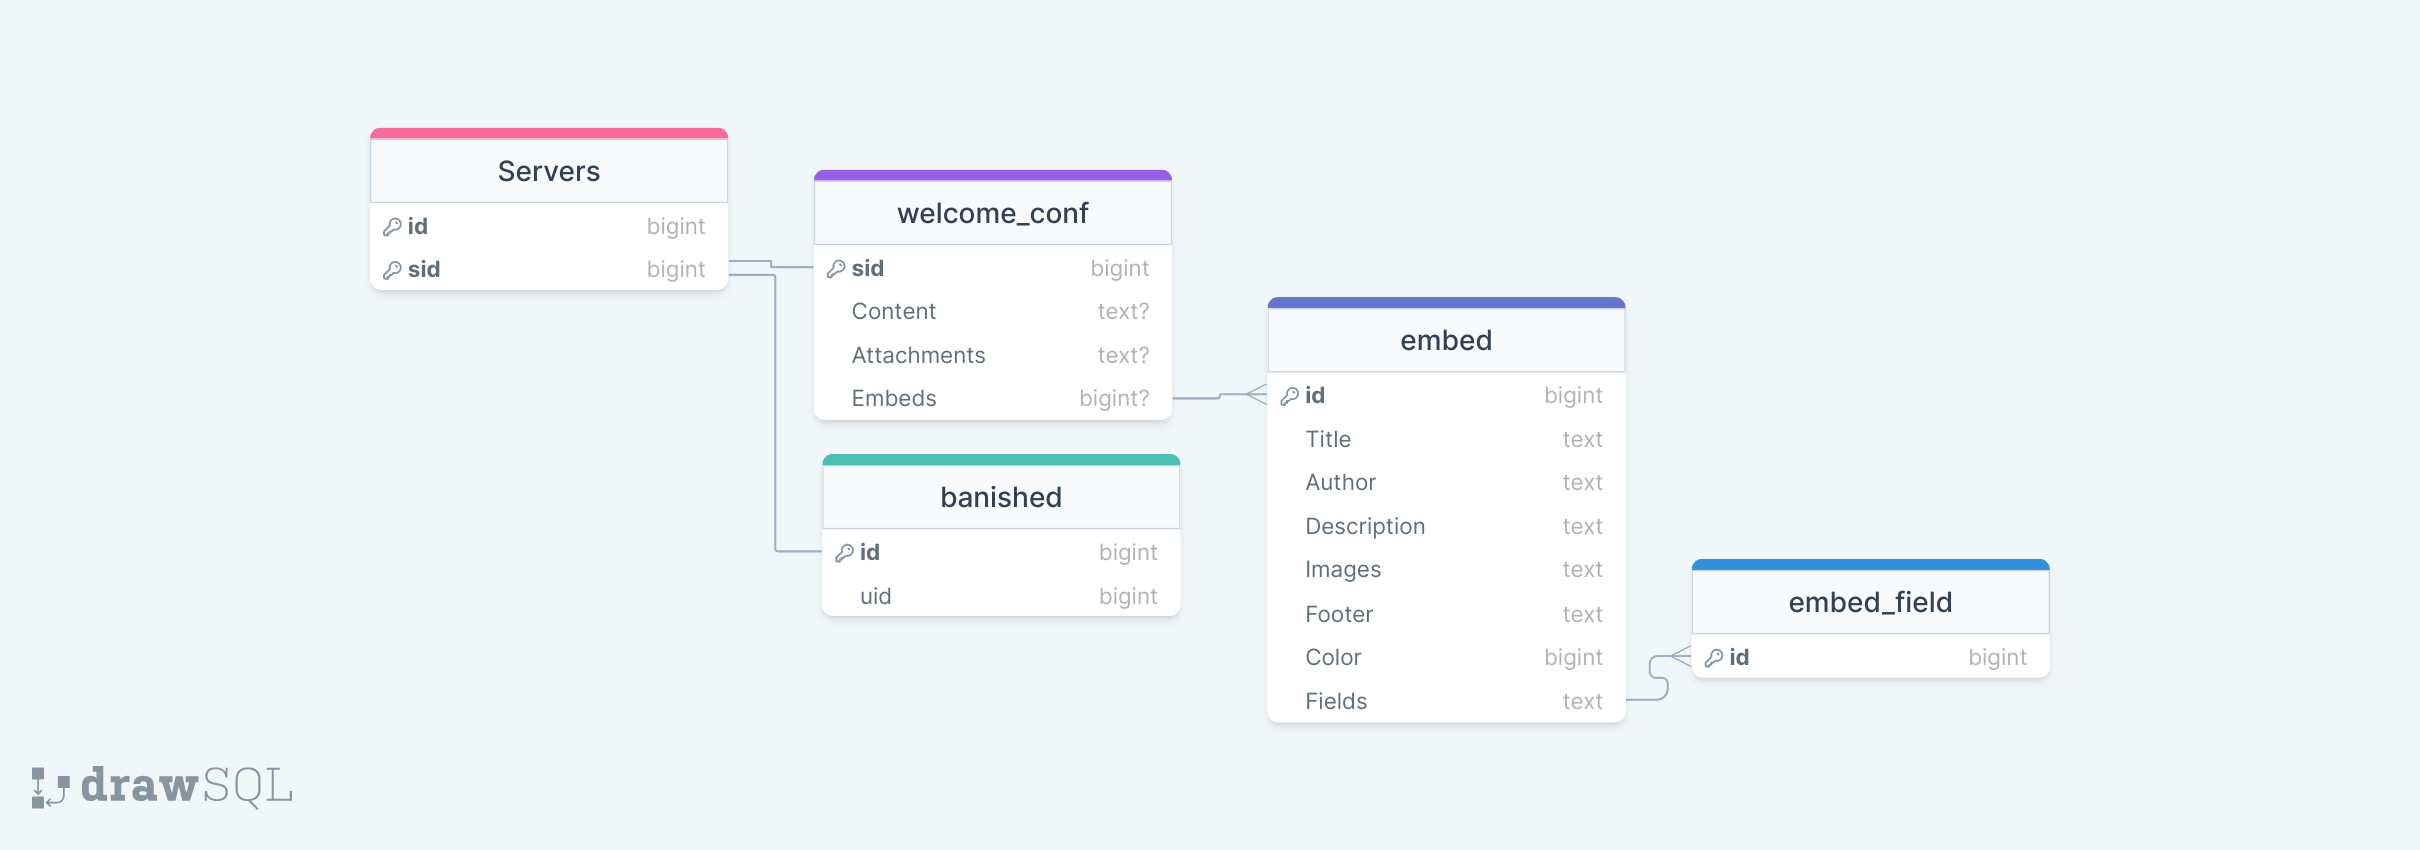 Servers
id bigint
sid bigint
welcome_conf
sid bigint
Content text?
Attachments text?
Embeds bigint?
banished
id bigint
uid bigint
embed
id bigint
Title text
Author text
Description text
Images text
Footer text
Color bigint
Fields text
embed_field
id bigint
drawSQL